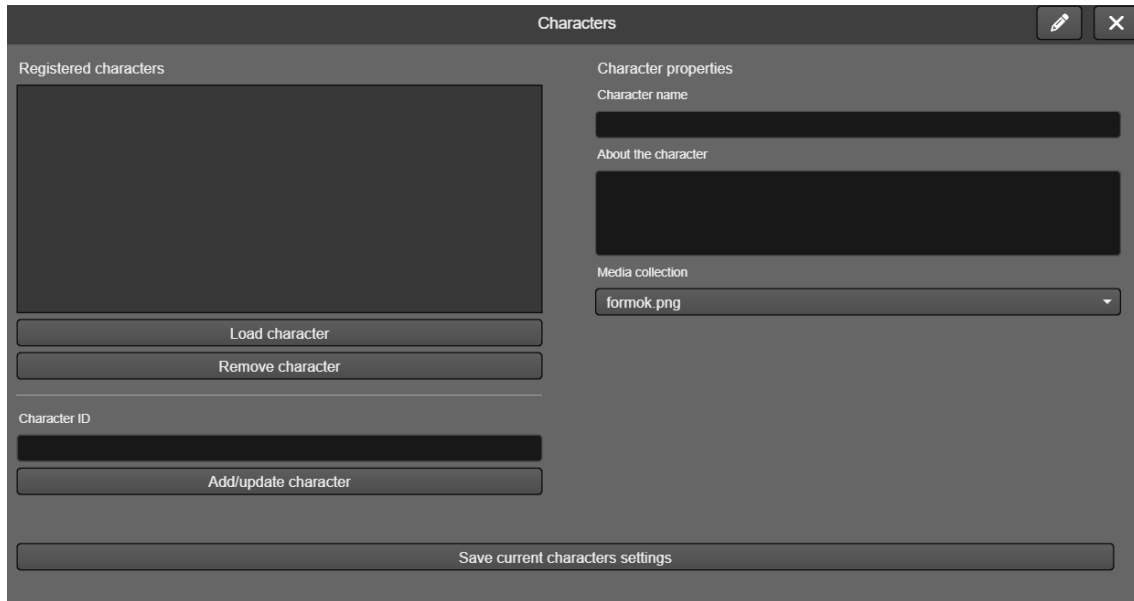 Characters
Registered characters
Load character
Remove character
Character ID
Add/update character
Character properties
Character name
About the character
Media collection
formok.png
Save current characters settings